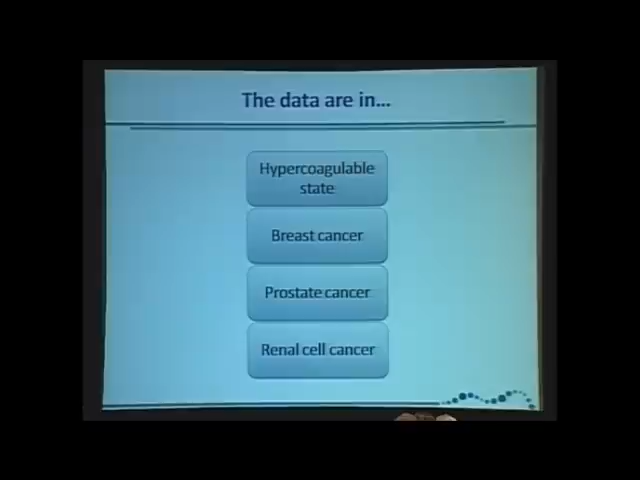 The data are in...
Hypercoagulable
state
Breast cancer
Prostate cancer
Renal cell cancer